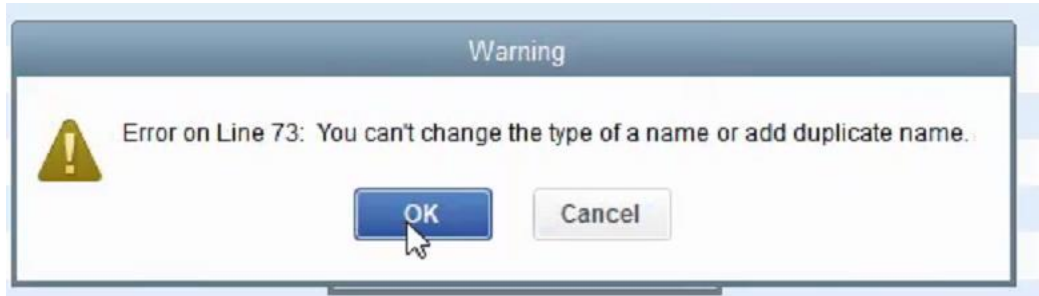 Warning
Error on Line 73: You can't change the type of a name or add duplicate name.
OK
Cancel